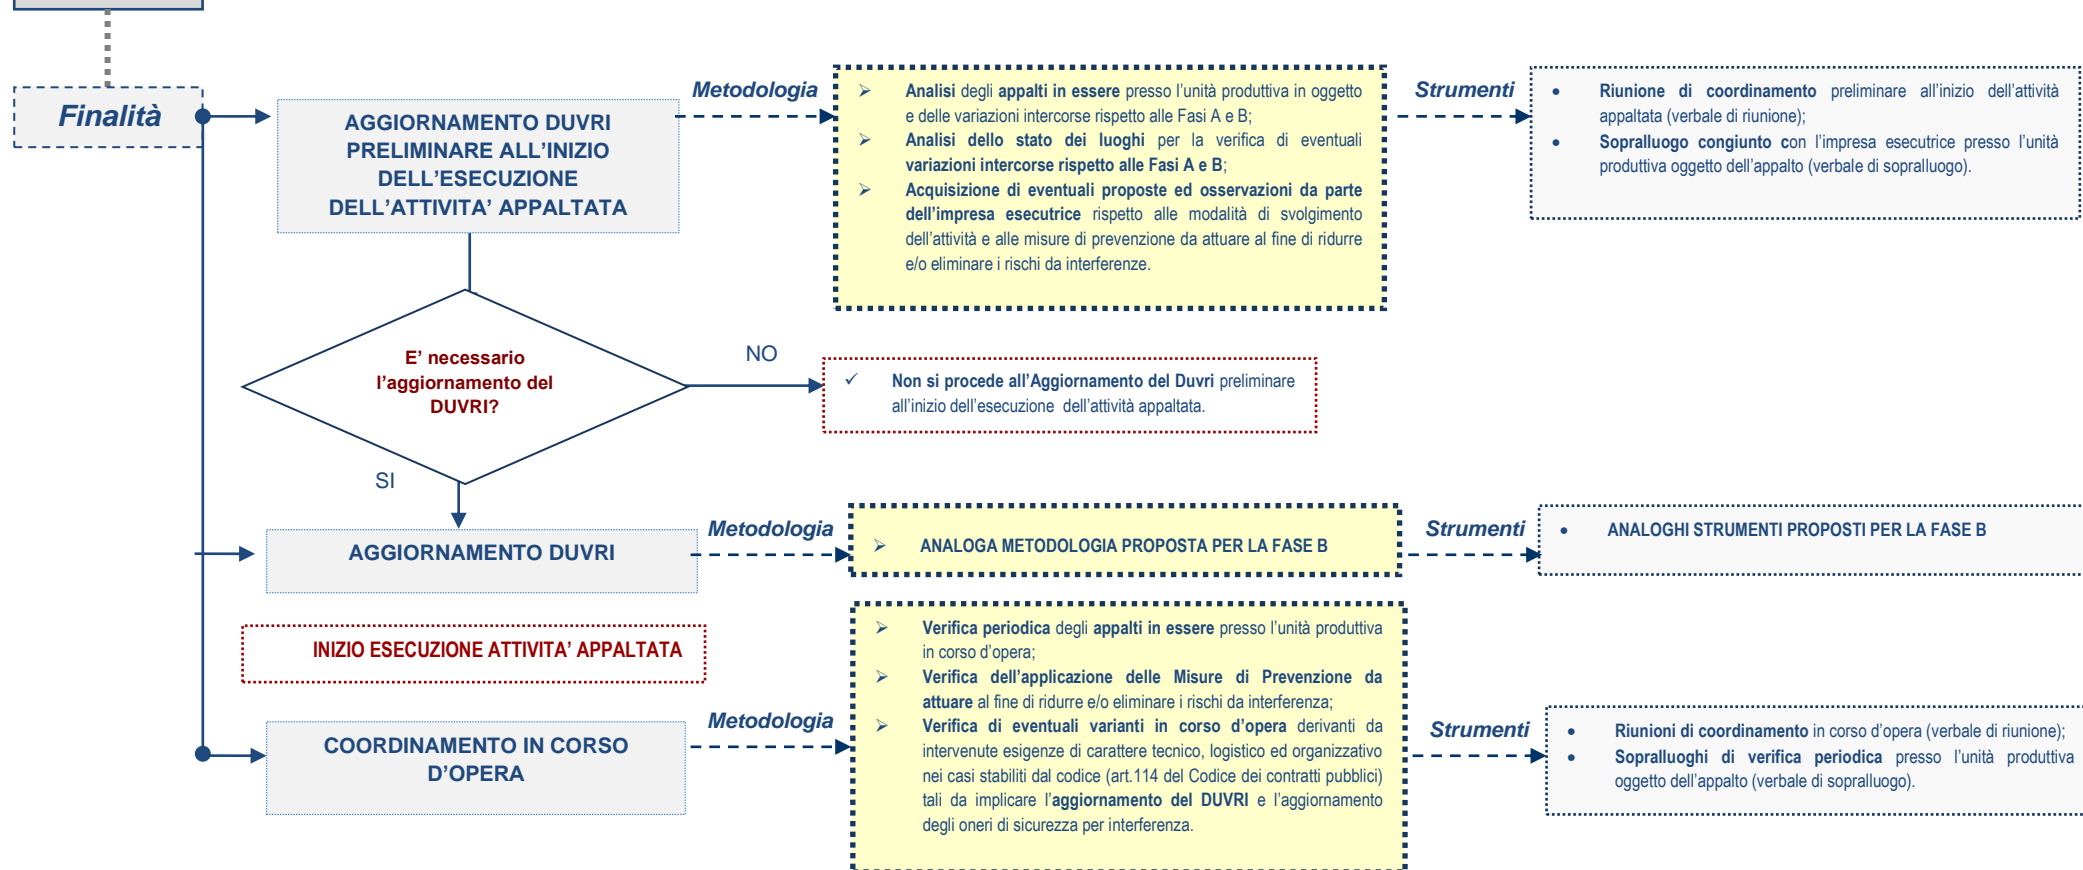 Finalità
AGGIORNAMENTO DUVRI
PRELIMINARE ALL'INIZIO
DELL'ESECUZIONE
DELL'ATTIVITA' APPALTATA
Metodologia
➢ Analisi degli appalti in essere presso l'unità produttiva in oggetto
e delle variazioni intercorse rispetto alle Fasi A e B;
➢ Analisi dello stato dei luoghi per la verifica di eventuali
variazioni intercorse rispetto alle Fasi A e B;
➢ Acquisizione di eventuali proposte ed osservazioni da parte
dell'impresa esecutrice rispetto alle modalità di svolgimento
dell'attività e alle misure di prevenzione da attuare al fine di ridurre
e/o eliminare i rischi da interferenze.
Strumenti
• Riunione di coordinamento preliminare all'inizio dell'attività
appaltata (verbale di riunione);
• Sopralluogo congiunto con l'impresa esecutrice presso l'unità
produttiva oggetto dell'appalto (verbale di sopralluogo).
E' necessario
l'aggiornamento del
DUVRI?
NO
✓ Non si procede all'Aggiornamento del Duvri preliminare
all'inizio dell'esecuzione dell'attività appaltata.
SI
AGGIORNAMENTO DUVRI
Metodologia
➢ ANALOGA METODOLOGIA PROPOSTA PER LA FASE B
Strumenti
• ANALOGHI STRUMENTI PROPOSTI PER LA FASE B
INIZIO ESECUZIONE ATTIVITA' APPALTATA
COORDINAMENTO IN CORSO
D'OPERA
Metodologia
➢ Verifica periodica degli appalti in essere presso l'unità produttiva
in corso d'opera;
➢ Verifica dell'applicazione delle Misure di Prevenzione da
attuare al fine di ridurre e/o eliminare i rischi da interferenza;
➢ Verifica di eventuali varianti in corso d'opera derivanti da
intervenute esigenze di carattere tecnico, logistico ed organizzativo
nei casi stabiliti dal codice (art.114 del Codice dei contratti pubblici)
tali da implicare l'aggiornamento del DUVRI e l'aggiornamento
degli oneri di sicurezza per interferenza.
Strumenti
• Riunioni di coordinamento in corso d'opera (verbale di riunione);
• Sopralluoghi di verifica periodica presso l'unità produttiva
oggetto dell'appalto (verbale di sopralluogo).